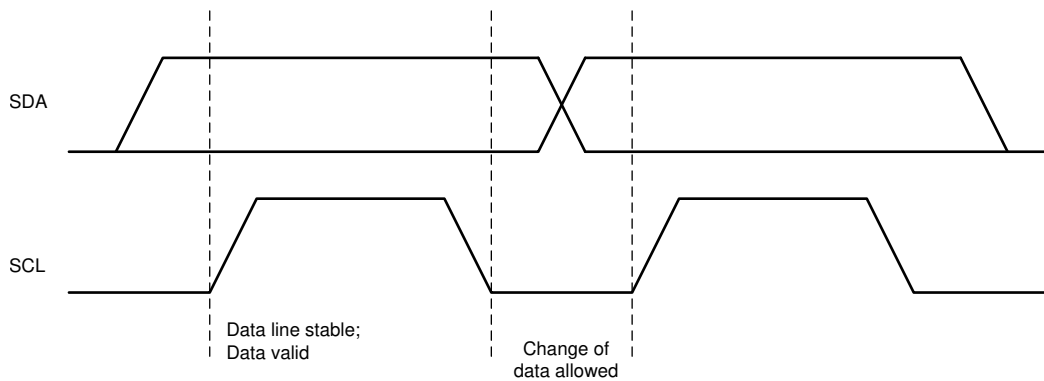 SDA
SCL
Data line stable;
Data valid
Change of
data allowed